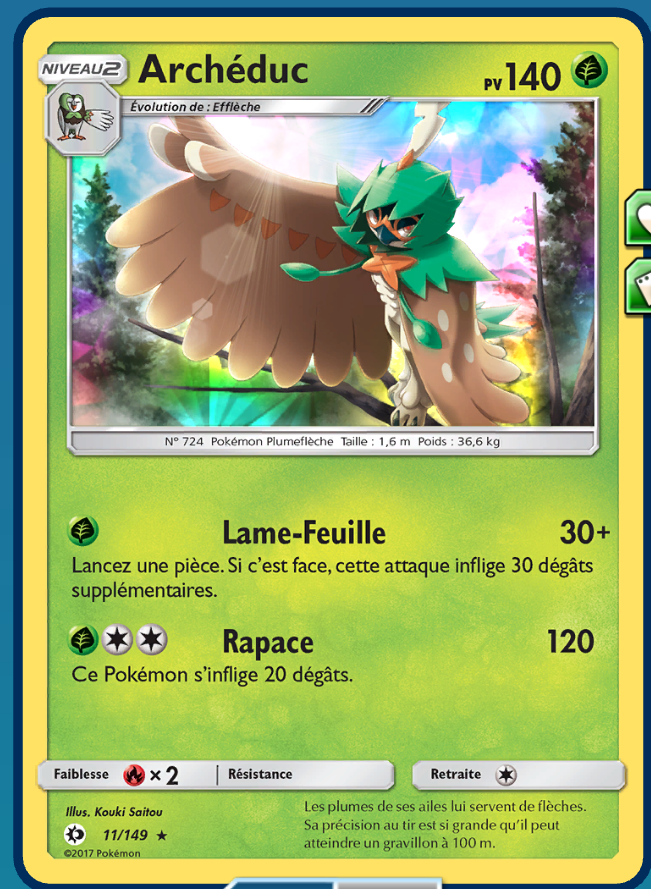 NIVEAU2
Archéduc
PV 140
Évolution de : Efflèche
N° 724 Pokémon Plumeflèche Taille : 1,6 m Poids : 36,6 kg
Lame-Feuille 30+
Lancez une pièce. Si c'est face, cette attaque inflige 30 dégâts
supplémentaires.
Rapace 120
Ce Pokémon s'inflige 20 dégâts.
Faiblesse × 2 Résistance Retraite
Illus. Kouki Saitou
11/149 ★
©2017 Pokémon
Les plumes de ses ailes lui servent de flèches.
Sa précision au tir est si grande qu'il peut
atteindre un gravillon à 100 m.